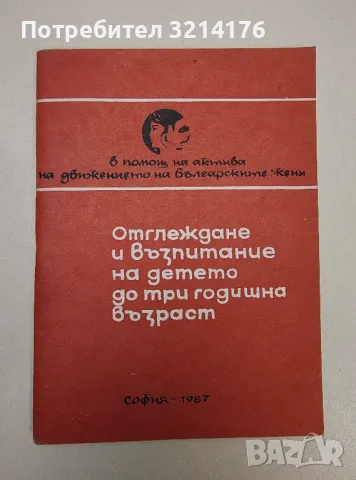 Потребител 3214176
в помощ на актива
на движението на българските жени
Отглеждане
и възпитание
на детето
до три годишна
възраст
София - 1987
BAZAR